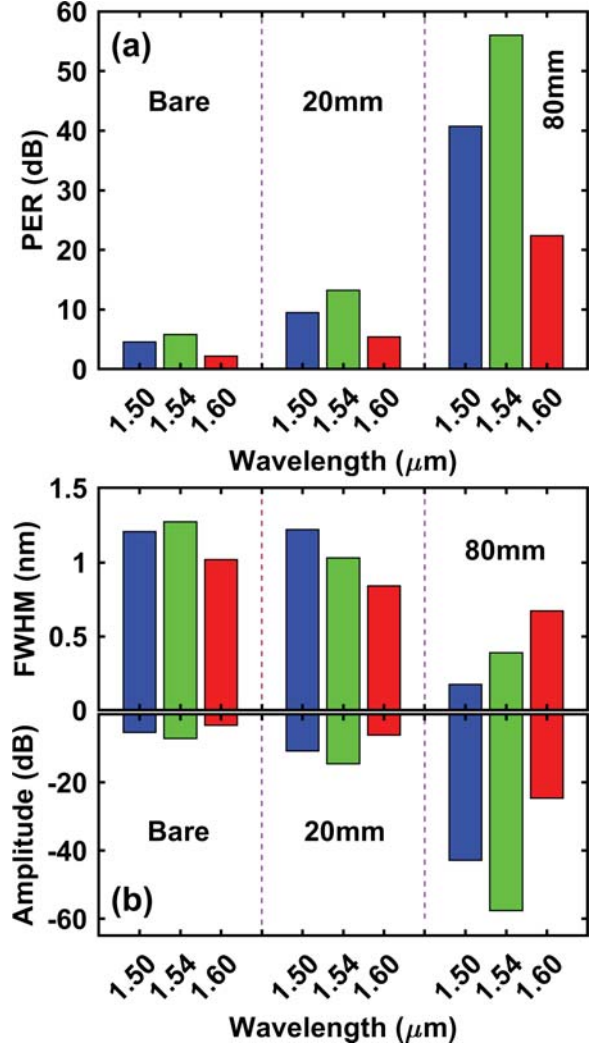 60
50
40
30
20
10
0
PER (dB)
(a)
Bare
20mm
80mm
1.50 1.54 1.60 1.50 1.54 1.60 1.50 1.54 1.60
Wavelength (μm)
1.5
1
0.5
0
FWHM (nm)
80mm
-20
-40
-60
Amplitude (dB)
Bare
20mm
(b)
1.50 1.54 1.60 1.50 1.54 1.60 1.50 1.54 1.60
Wavelength (μm)